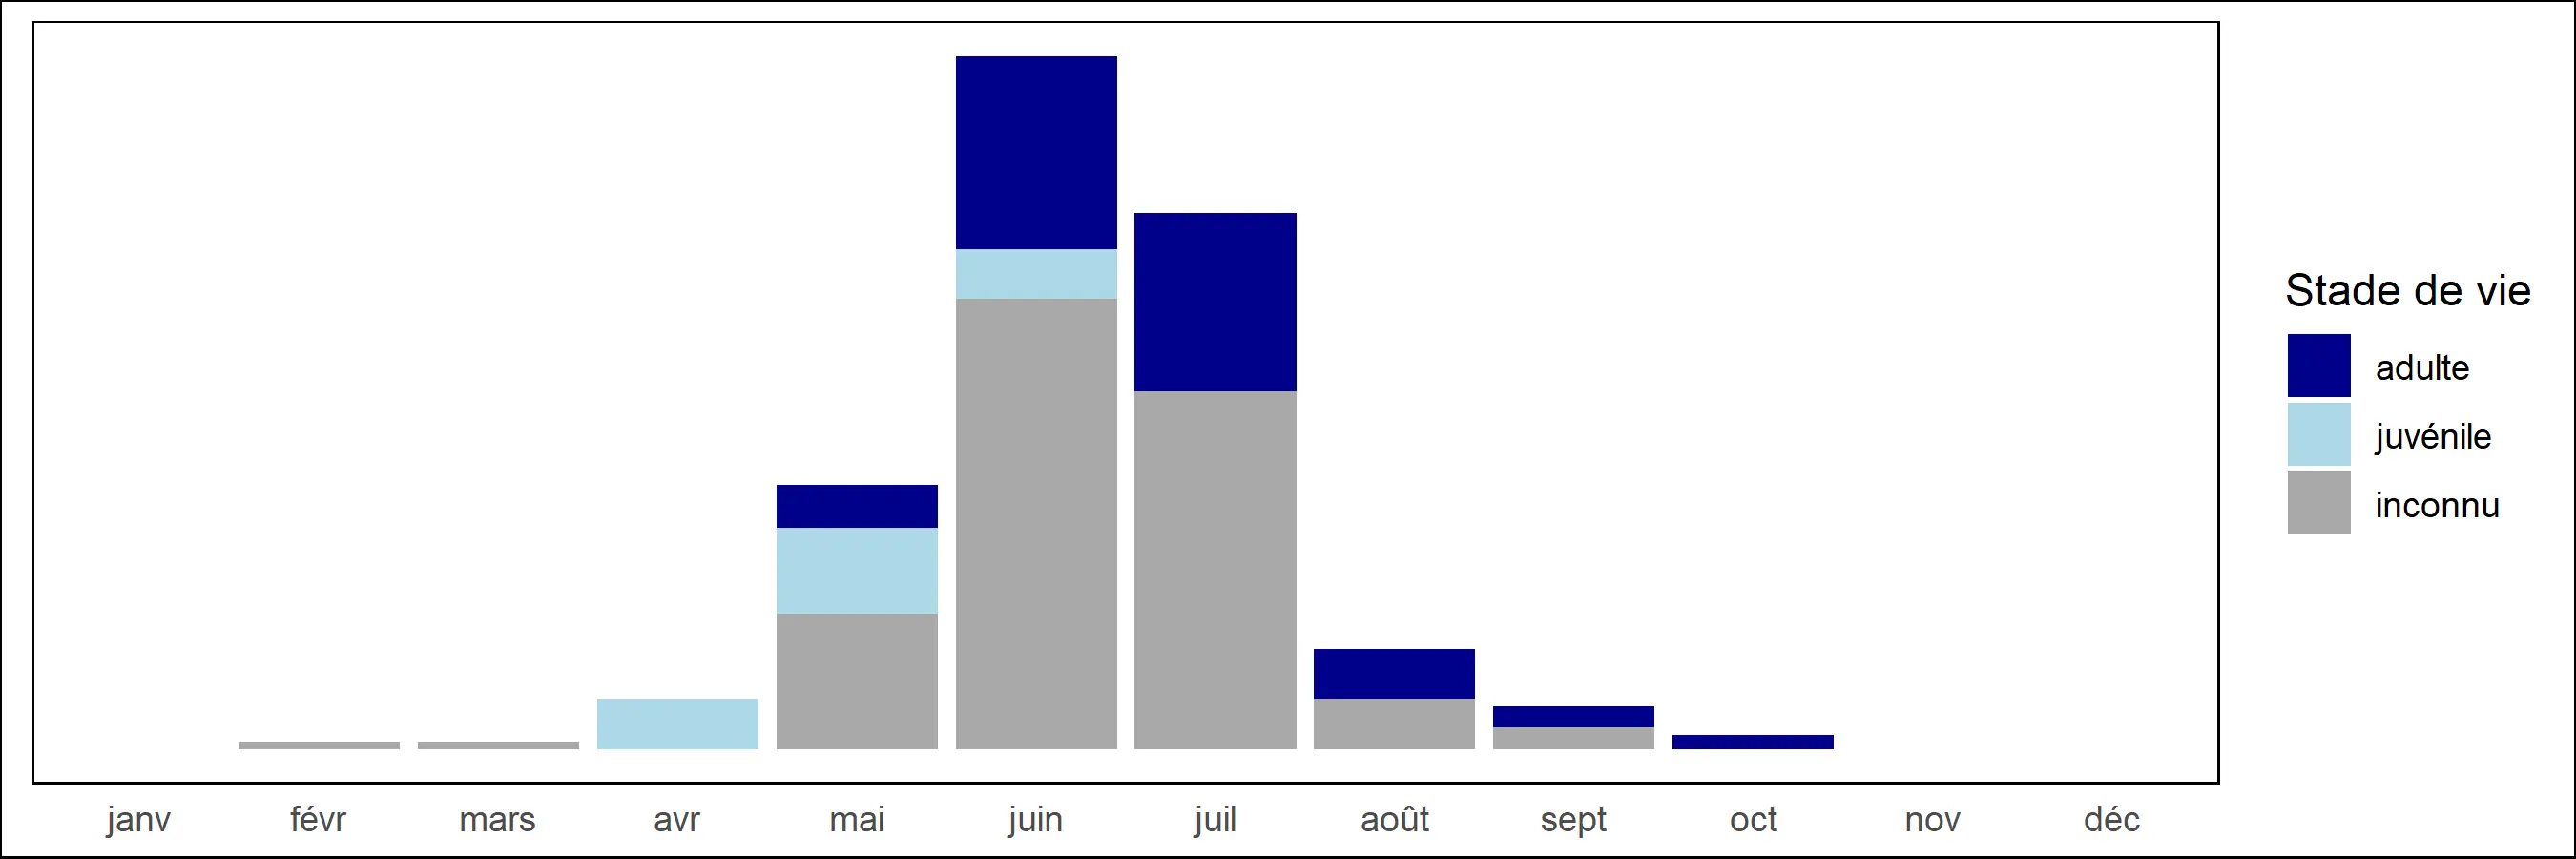 Stade de vie
adulte
juvénile
inconnu
janv févr mars avr mai juin juil août sept oct nov déc